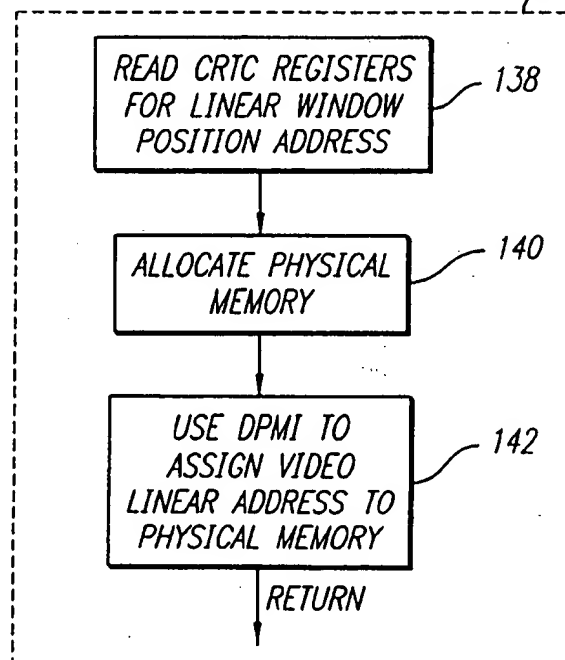 READ CRTC REGISTERS
FOR LINEAR WINDOW
POSITION ADDRESS
138
ALLOCATE PHYSICAL
MEMORY
140
USE DPMI TO
ASSIGN VIDEO
LINEAR ADDRESS TO
PHYSICAL MEMORY
142
RETURN